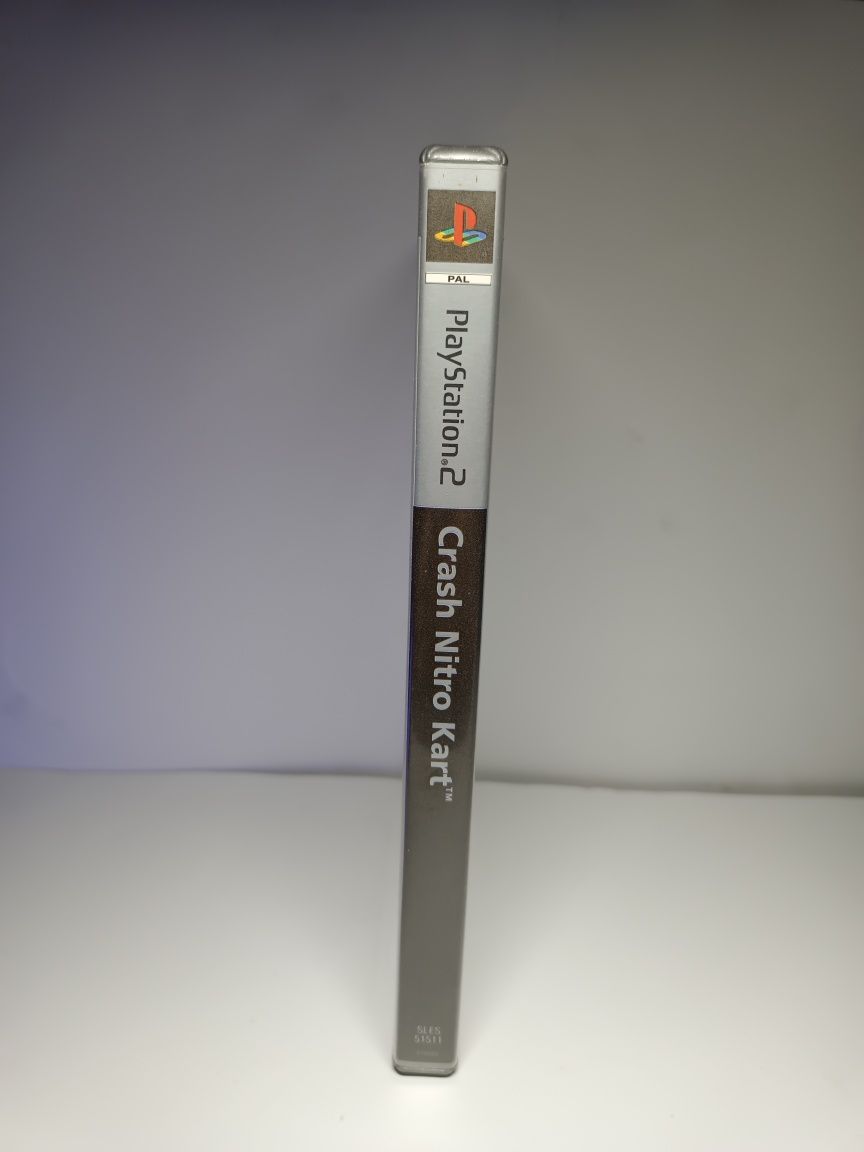 PAL
PlayStation®2
Crash Nitro Kart™
SLES
51511